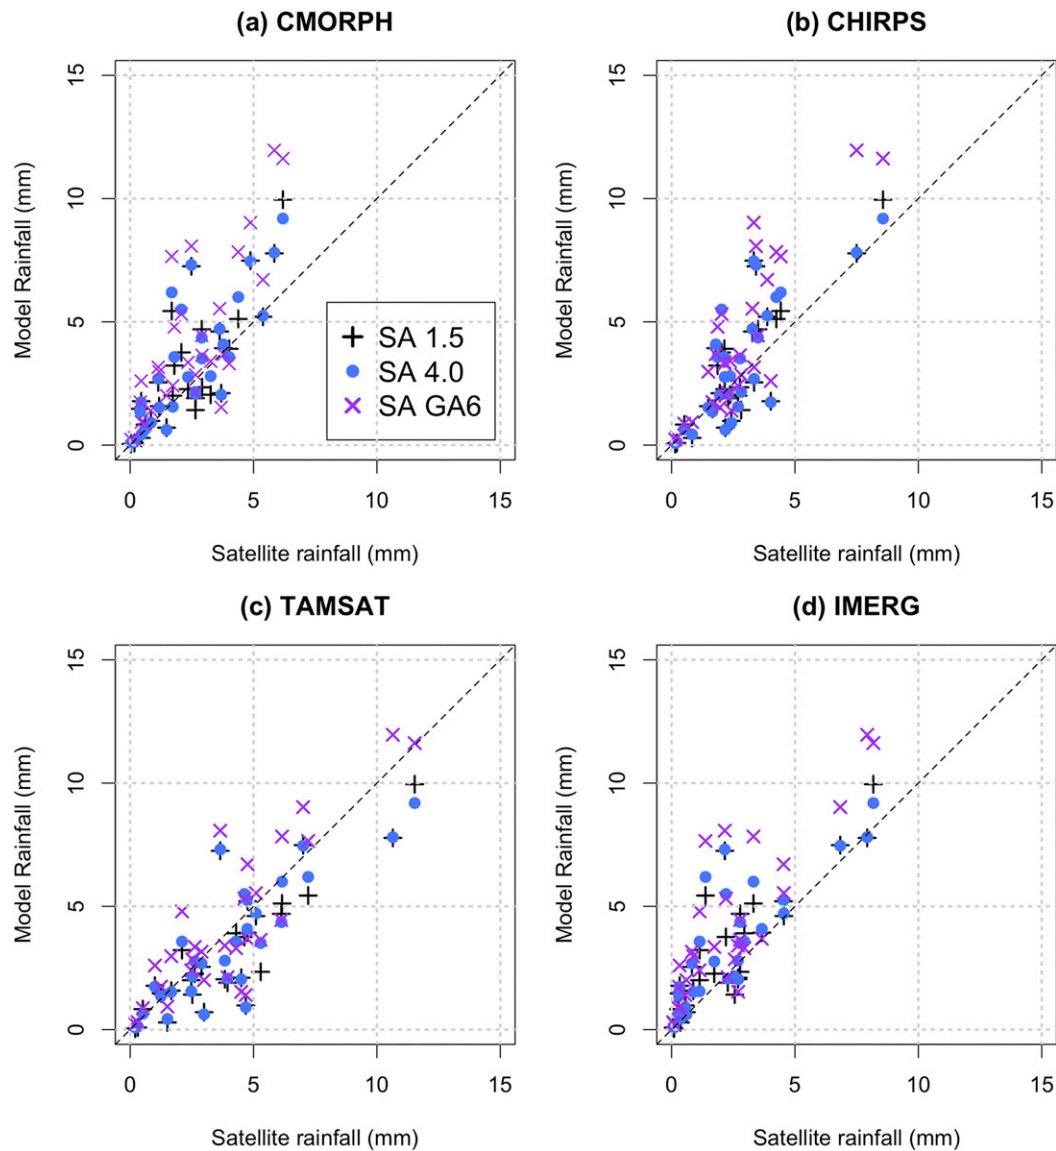 (a) CMORPH
(b) CHIRPS
15
10
5
0
Model Rainfall (mm)
SA 1.5
SA 4.0
SA GA6
0 5 10 15
Satellite rainfall (mm)
15
10
5
0
Model Rainfall (mm)
0 5 10 15
Satellite rainfall (mm)
(c) TAMSAT
(d) IMERG
15
10
5
0
Model Rainfall (mm)
0 5 10 15
Satellite rainfall (mm)
15
10
5
0
Model Rainfall (mm)
0 5 10 15
Satellite rainfall (mm)